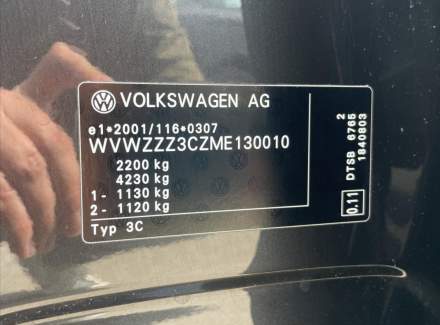 VOLKSWAGEN AG
e1*2001/116*0307
WVWZZZ3CZME130010
2200 kg
4230 kg
1- 1130 kg
2- 1120 kg
Typ 3C
2
DTSB 6765
1840803
0.11